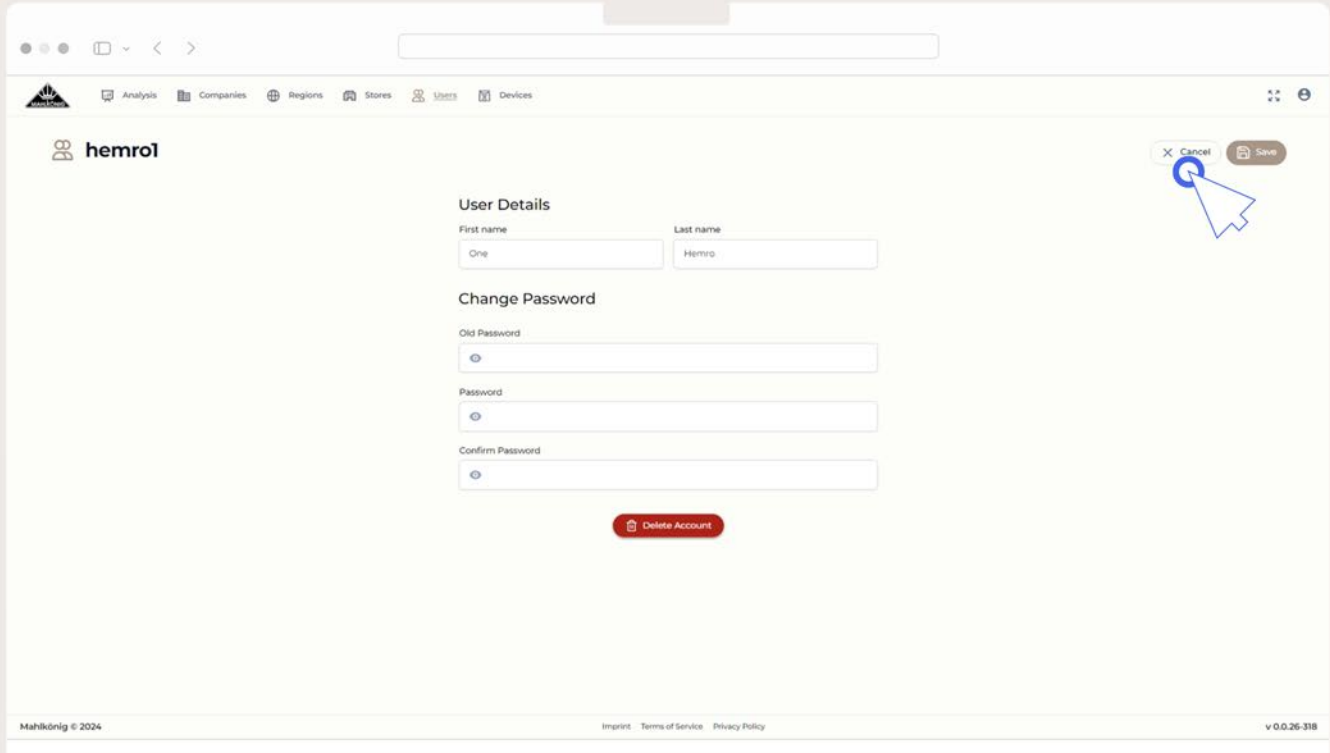 MAHLKÖNIG Analysis Companies Regions Stores Users Devices
hemro1
Cancel Save
User Details
First name Last name
One Hemro
Change Password
Old Password
Password
Confirm Password
Delete Account
Mahlkönig © 2024 Imprint Terms of Service Privacy Policy v 0.0.26-318